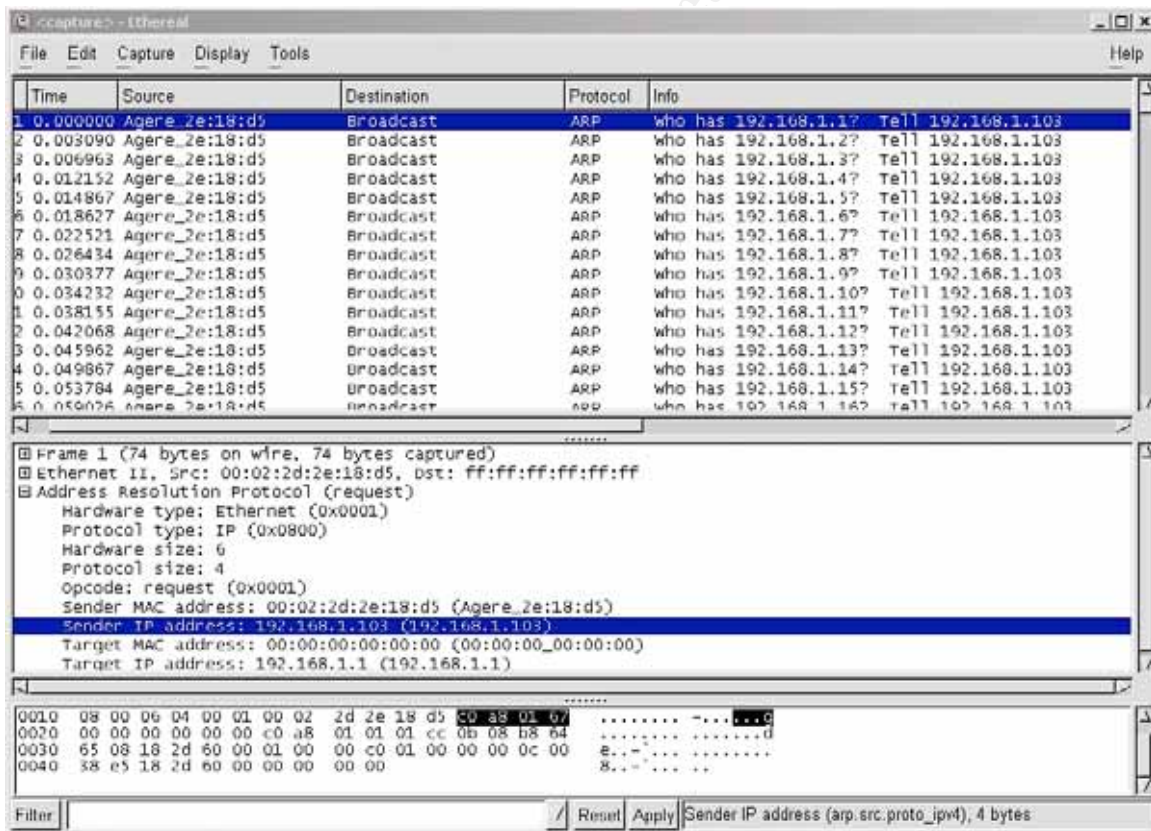 <capture> - Ethereal
File Edit Capture Display Tools Help
Time Source Destination Protocol Info
1 0.000000 Agere_2e:18:d5 Broadcast ARP Who has 192.168.1.1? Tell 192.168.1.103
2 0.003090 Agere_2e:18:d5 Broadcast ARP Who has 192.168.1.2? Tell 192.168.1.103
3 0.006963 Agere_2e:18:d5 Broadcast ARP Who has 192.168.1.3? Tell 192.168.1.103
4 0.012152 Agere_2e:18:d5 Broadcast ARP Who has 192.168.1.4? Tell 192.168.1.103
5 0.014867 Agere_2e:18:d5 Broadcast ARP Who has 192.168.1.5? Tell 192.168.1.103
6 0.018627 Agere_2e:18:d5 Broadcast ARP Who has 192.168.1.6? Tell 192.168.1.103
7 0.022521 Agere_2e:18:d5 Broadcast ARP Who has 192.168.1.7? Tell 192.168.1.103
8 0.026434 Agere_2e:18:d5 Broadcast ARP Who has 192.168.1.8? Tell 192.168.1.103
9 0.030377 Agere_2e:18:d5 Broadcast ARP Who has 192.168.1.9? Tell 192.168.1.103
0 0.034232 Agere_2e:18:d5 Broadcast ARP Who has 192.168.1.10? Tell 192.168.1.103
1 0.038155 Agere_2e:18:d5 Broadcast ARP Who has 192.168.1.11? Tell 192.168.1.103
2 0.042068 Agere_2e:18:d5 Broadcast ARP Who has 192.168.1.12? Tell 192.168.1.103
3 0.045962 Agere_2e:18:d5 Broadcast ARP Who has 192.168.1.13? Tell 192.168.1.103
4 0.049867 Agere_2e:18:d5 Broadcast ARP Who has 192.168.1.14? Tell 192.168.1.103
5 0.053784 Agere_2e:18:d5 Broadcast ARP Who has 192.168.1.15? Tell 192.168.1.103
6 0.059026 Agere_2e:18:d5 Broadcast ARP Who has 192.168.1.16? Tell 192.168.1.103
Frame 1 (74 bytes on wire, 74 bytes captured)
Ethernet II, Src: 00:02:2d:2e:18:d5, Dst: ff:ff:ff:ff:ff:ff
Address Resolution Protocol (request)
Hardware type: Ethernet (0x0001)
Protocol type: IP (0x0800)
Hardware size: 6
Protocol size: 4
Opcode: request (0x0001)
Sender MAC address: 00:02:2d:2e:18:d5 (Agere_2e:18:d5)
Sender IP address: 192.168.1.103 (192.168.1.103)
Target MAC address: 00:00:00:00:00:00 (00:00:00_00:00:00)
Target IP address: 192.168.1.1 (192.168.1.1)
0010 08 00 06 04 00 01 00 02 2d 2e 18 d5 c0 a8 01 67 ........ -......g
0020 00 00 00 00 00 00 c0 a8 01 01 01 cc 0b 08 b8 64 ........ .......d
0030 65 08 18 2d 60 00 01 00 00 c0 01 00 00 00 0c 00 e..-`... ........
0040 38 e5 18 2d 60 00 00 00 00 00 8..-`... ..
Filter Reset Apply Sender IP address (arp.src.proto_ipv4), 4 bytes